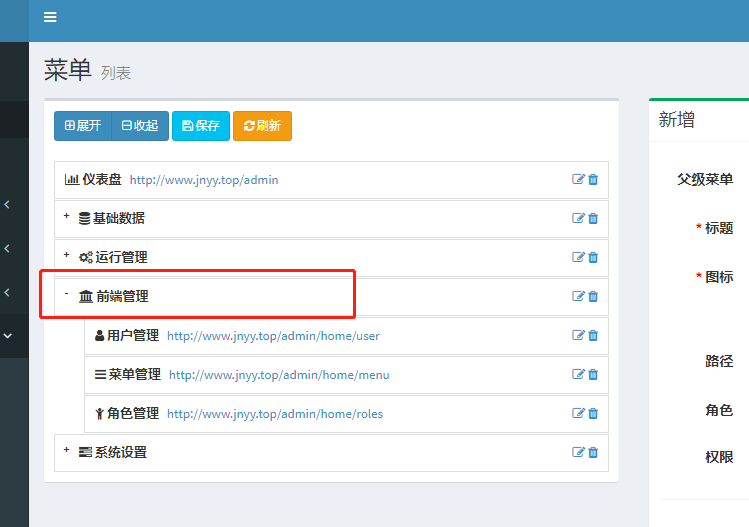 菜单 列表
展开 收起 保存 刷新
仪表盘 http://www.jnyy.top/admin
+ 基础数据
+ 运行管理
- 前端管理
用户管理 http://www.jnyy.top/admin/home/user
菜单管理 http://www.jnyy.top/admin/home/menu
角色管理 http://www.jnyy.top/admin/home/roles
+ 系统设置
新增
父级菜单
* 标题
* 图标
路径
角色
权限